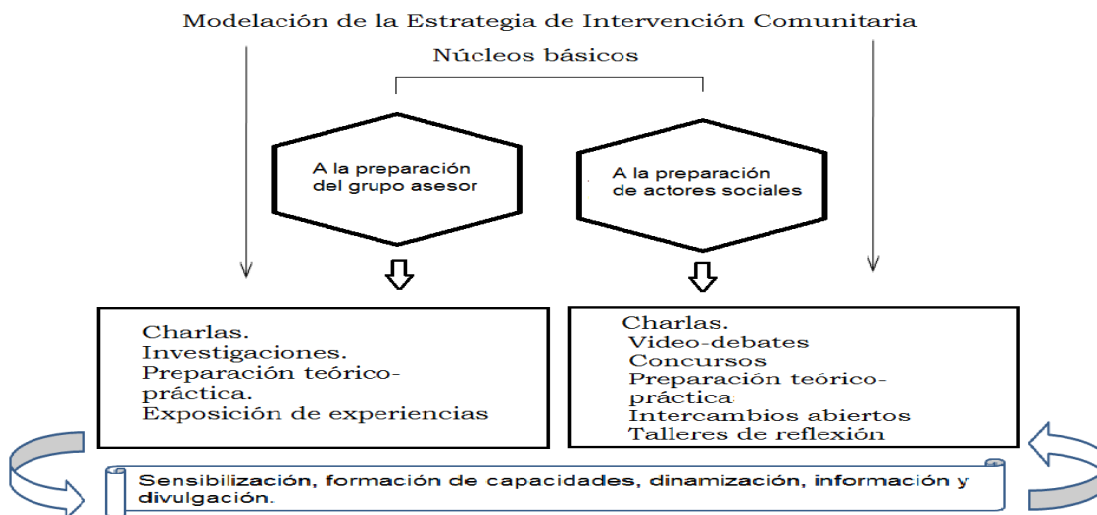 Modelación de la Estrategia de Intervención Comunitaria
Núcleos básicos
A la preparación
del grupo asesor
A la preparación
de actores sociales
Charlas.
Investigaciones.
Preparación teórico-
práctica.
Exposición de experiencias
Charlas.
Video-debates
Concursos
Preparación teórico-
práctica
Intercambios abiertos
Talleres de reflexión
Sensibilización, formación de capacidades, dinamización, información y
divulgación.